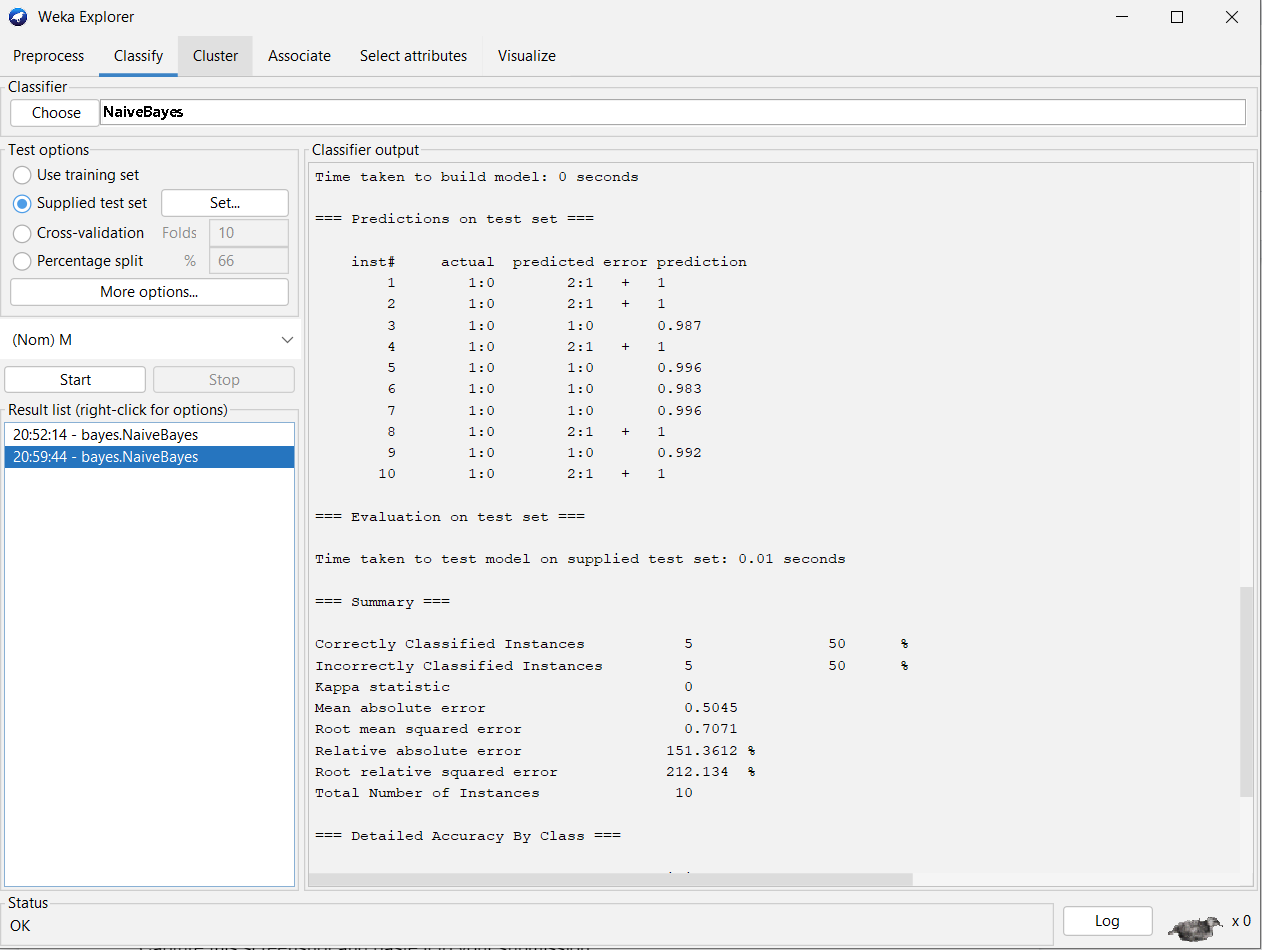 Weka Explorer
Preprocess Classify Cluster Associate Select attributes Visualize
Classifier
Choose NaiveBayes
Test options
Use training set
Supplied test set Set...
Cross-validation Folds 10
Percentage split % 66
More options...
(Nom) M
Start Stop
Result list (right-click for options)
20:52:14 - bayes.NaiveBayes
20:59:44 - bayes.NaiveBayes
Classifier output
Time taken to build model: 0 seconds
=== Predictions on test set ===
inst# actual predicted error prediction
1 1:0 2:1 + 1
2 1:0 2:1 + 1
3 1:0 1:0 0.987
4 1:0 2:1 + 1
5 1:0 1:0 0.996
6 1:0 1:0 0.983
7 1:0 1:0 0.996
8 1:0 2:1 + 1
9 1:0 1:0 0.992
10 1:0 2:1 + 1
=== Evaluation on test set ===
Time taken to test model on supplied test set: 0.01 seconds
=== Summary ===
Correctly Classified Instances 5 50 %
Incorrectly Classified Instances 5 50 %
Kappa statistic 0
Mean absolute error 0.5045
Root mean squared error 0.7071
Relative absolute error 151.3612 %
Root relative squared error 212.134 %
Total Number of Instances 10
=== Detailed Accuracy By Class ===
Status
OK
Log
x 0